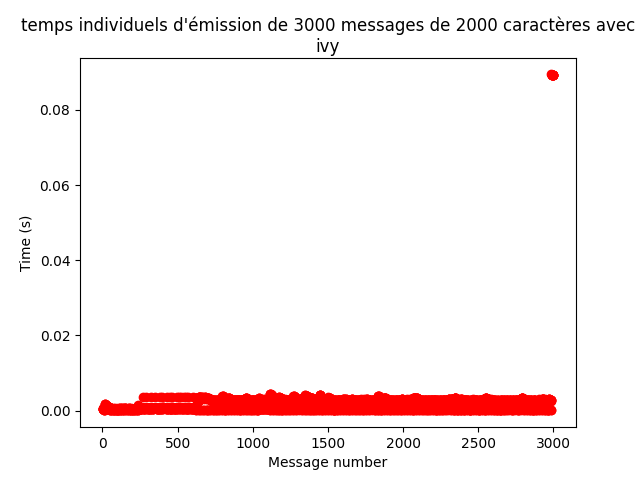 temps individuels d'émission de 3000 messages de 2000 caractères avec
ivy
0.08
0.06
Time (s)
0.04
0.02
0.00
0 500 1000 1500 2000 2500 3000
Message number